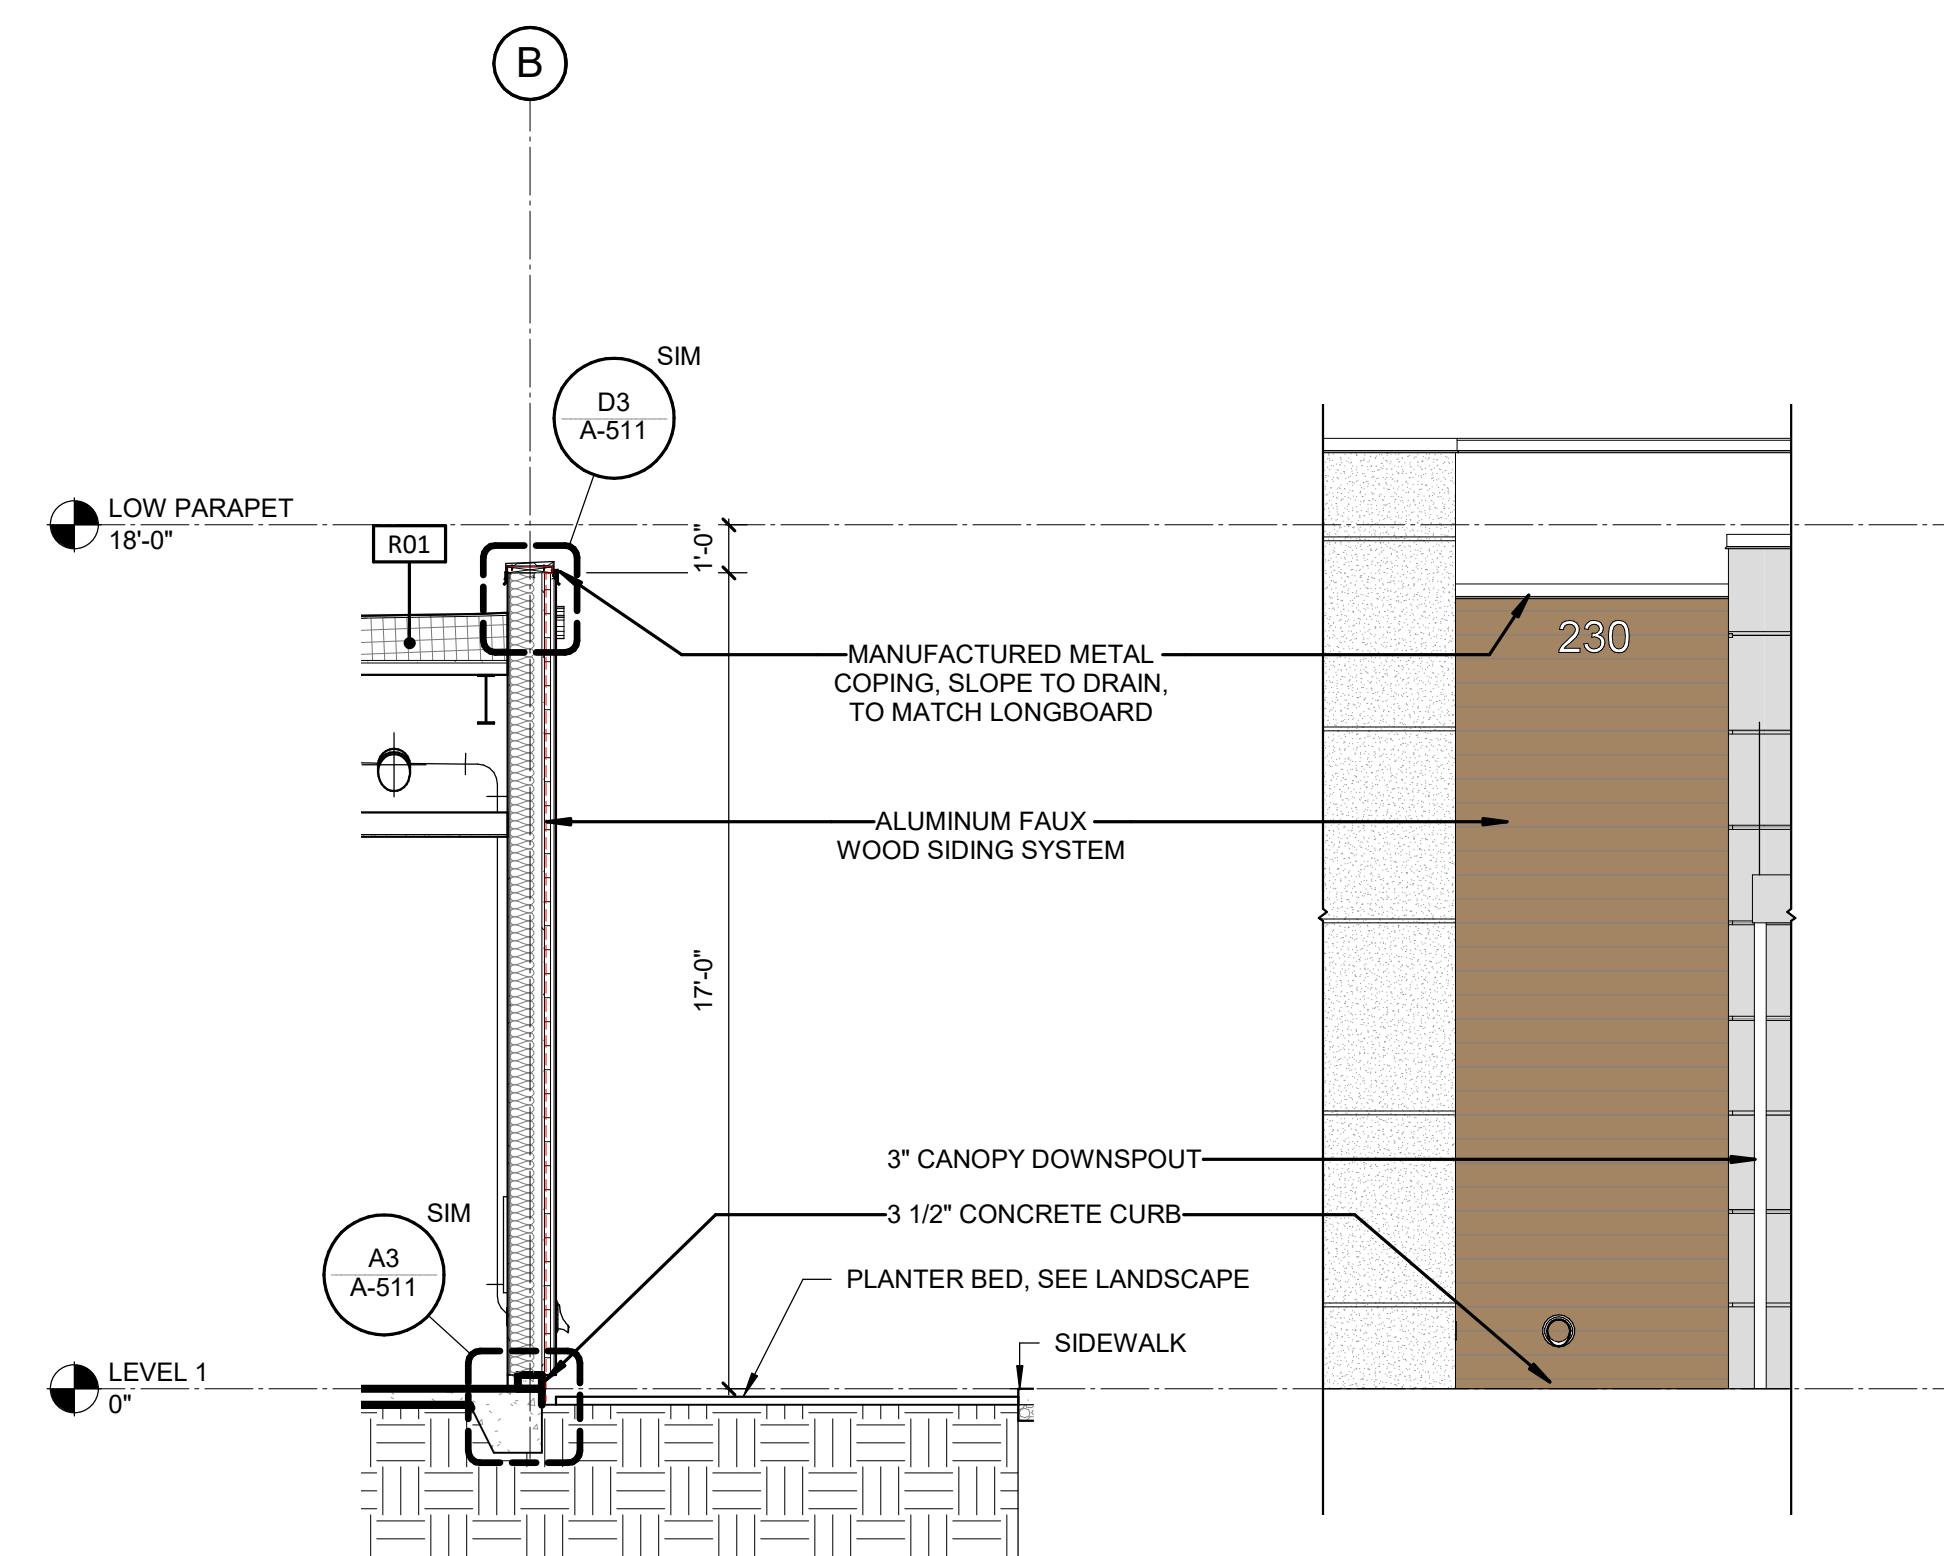 B
SIM
D3
A-511
LOW PARAPET
18'-0"
R01
1'-0"
230
MANUFACTURED METAL
COPING, SLOPE TO DRAIN,
TO MATCH LONGBOARD
ALUMINUM FAUX
WOOD SIDING SYSTEM
17'-0"
3" CANOPY DOWNSPOUT
SIM
3 1/2" CONCRETE CURB
A3
A-511
PLANTER BED, SEE LANDSCAPE
SIDEWALK
LEVEL 1
0"